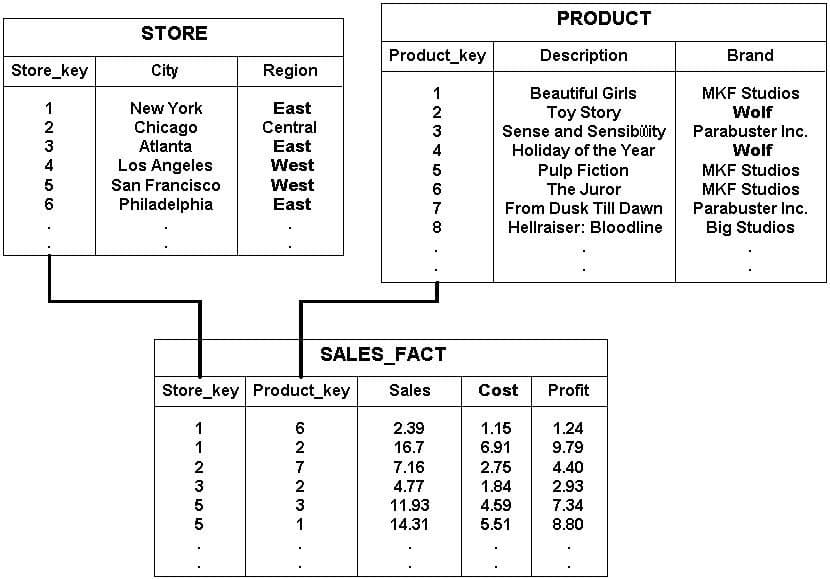 STORE
Store_key City Region
1 New York East
2 Chicago Central
3 Atlanta East
4 Los Angeles West
5 San Francisco West
6 Philadelphia East
. . .
. . .
PRODUCT
Product_key Description Brand
1 Beautiful Girls MKF Studios
2 Toy Story Wolf
3 Sense and Parabuster Inc.
4 Holiday of the Year Wolf
5 Pulp Fiction MKF Studios
6 The Juror MKF Studios
7 From Dusk Till Dawn Parabuster Inc.
8 Hellraiser: Bloodline Big Studios
. . .
. . .
SALES_FACT
Store_key Product_key Sales Cost Profit
1 6 2.39 1.15 1.24
1 2 16.7 6.91 9.79
2 7 7.16 2.75 4.40
3 2 4.77 1.84 2.93
5 3 11.93 4.59 7.34
5 1 14.31 5.51 8.80
. . . . .
. . . . .